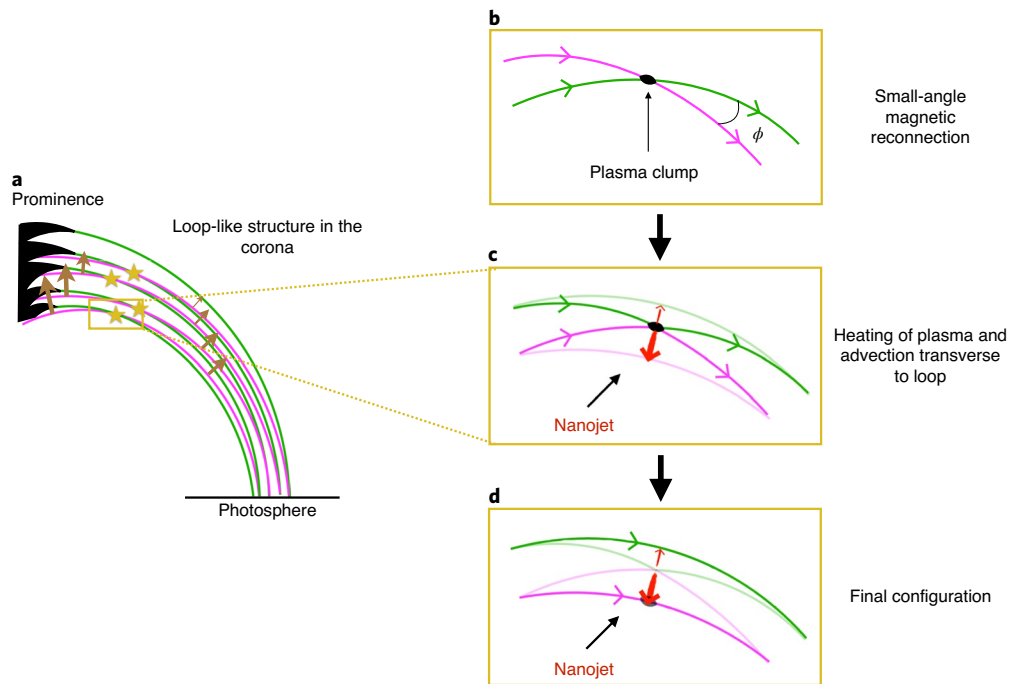 a
Prominence
Loop-like structure in the
corona
Photosphere
b
ϕ
Plasma clump
Small-angle
magnetic
reconnection
c
Nanojet
Heating of plasma and
advection transverse
to loop
d
Nanojet
Final configuration